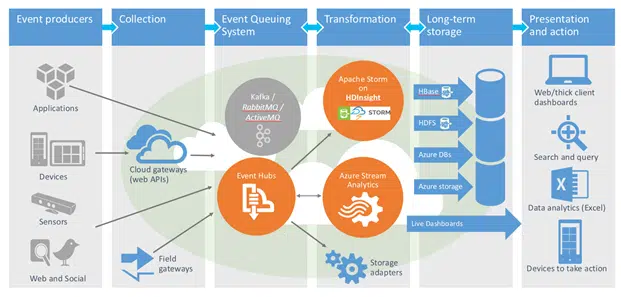 Event producers
Collection
Event Queuing
System
Transformation
Long-term
storage
Presentation
and action
Applications
Devices
Sensors
Web and Social
Cloud gateways
(web APIs)
Field
gateways
Kafka /
RabbitMQ /
ActiveMQ
Event Hubs
Apache Storm
on
HDInsight
STORM
Azure Stream
Analytics
Storage
adapters
HBase
HDFS
Azure DBs
Azure storage
Live Dashboards
Web/thick client
dashboards
Search and query
Data analytics (Excel)
Devices to take action